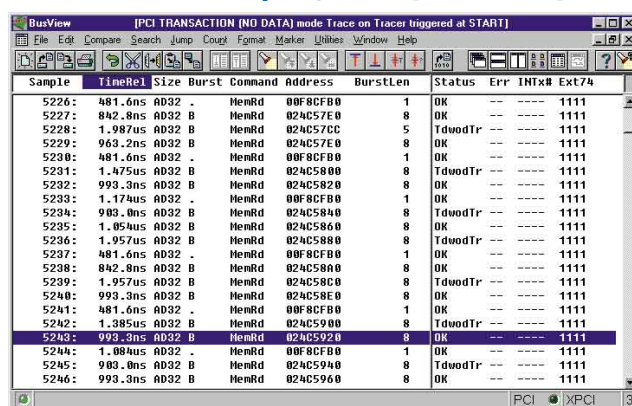 BusView [PCI TRANSACTION (NO DATA) mode Trace on Tracer triggered at START]
File Edit Compare Search Jump Count Format Marker Utilities Window Help
Sample TimeRel Size Burst Command Address BurstLen Status Err INTx# Ext74
5226: 481.6ns AD32 . MemRd 00F8CFB0 1 OK -- ---- 1111
5227: 842.8ns AD32 B MemRd 024C57E0 8 OK -- ---- 1111
5228: 1.987us AD32 B MemRd 024C57CC 5 TdwodTr -- ---- 1111
5229: 963.2ns AD32 B MemRd 024C57E0 8 OK -- ---- 1111
5230: 481.6ns AD32 . MemRd 00F8CFB0 1 OK -- ---- 1111
5231: 1.475us AD32 B MemRd 024C5800 8 TdwodTr -- ---- 1111
5232: 993.3ns AD32 B MemRd 024C5820 8 OK -- ---- 1111
5233: 1.174us AD32 . MemRd 00F8CFB0 1 OK -- ---- 1111
5234: 903.0ns AD32 B MemRd 024C5840 8 TdwodTr -- ---- 1111
5235: 1.054us AD32 B MemRd 024C5860 8 OK -- ---- 1111
5236: 1.957us AD32 B MemRd 024C5880 8 TdwodTr -- ---- 1111
5237: 481.6ns AD32 . MemRd 00F8CFB0 1 OK -- ---- 1111
5238: 842.8ns AD32 B MemRd 024C58A0 8 OK -- ---- 1111
5239: 1.957us AD32 B MemRd 024C58C0 8 TdwodTr -- ---- 1111
5240: 993.3ns AD32 B MemRd 024C58E0 8 OK -- ---- 1111
5241: 481.6ns AD32 . MemRd 00F8CFB0 1 OK -- ---- 1111
5242: 1.385us AD32 B MemRd 024C5900 8 TdwodTr -- ---- 1111
5243: 993.3ns AD32 B MemRd 024C5920 8 OK -- ---- 1111
5244: 1.084us AD32 . MemRd 00F8CFB0 1 OK -- ---- 1111
5245: 903.0ns AD32 B MemRd 024C5940 8 TdwodTr -- ---- 1111
5246: 993.3ns AD32 B MemRd 024C5960 8 OK -- ---- 1111
PCI XPCI 3